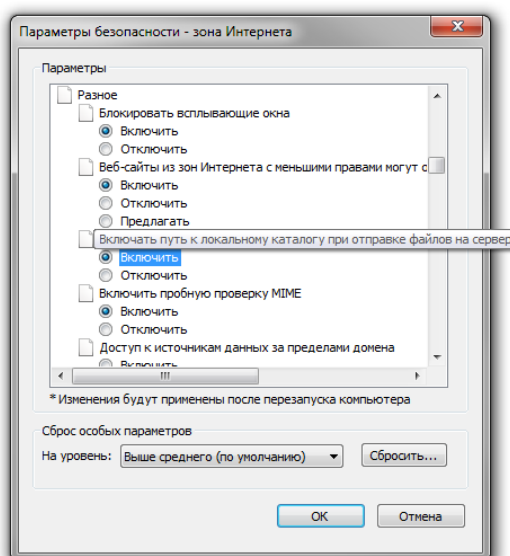 Параметры безопасности - зона Интернета
Параметры
Разное
Блокировать всплывающие окна
Включить
Отключить
Веб-сайты из зон Интернета с меньшими правами могут
Включить
Отключить
Предлагать
Включать путь к локальному каталогу при отправке файлов на сервер
Включить
Отключить
Включить пробную проверку MIME
Включить
Отключить
Доступ к источникам данных за пределами домена
Включить
* Изменения будут применены после перезапуска компьютера
Сброс особых параметров
На уровень: Выше среднего (по умолчанию) Сбросить...
ОК Отмена